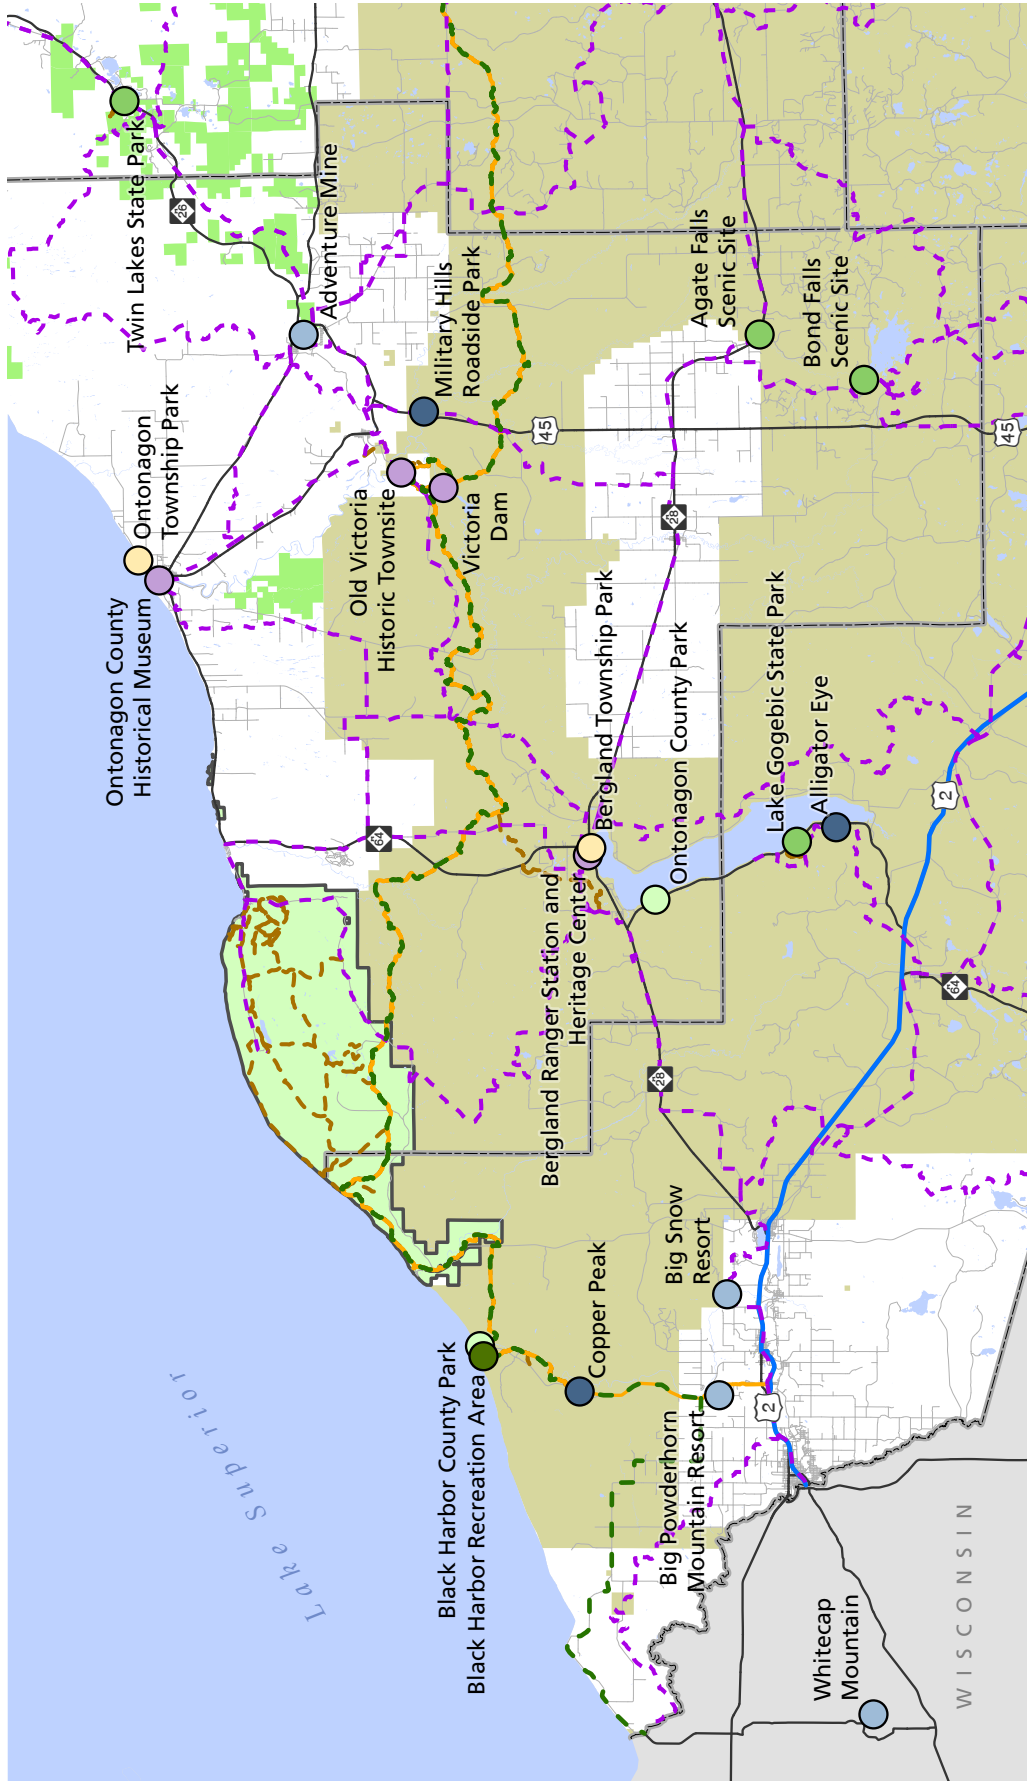 Twin Lakes State Park
26
Adventure Mine
Ontonagon
Township Park
Ontonagon County
Historical Museum
Military Hills
Roadside Park
Old Victoria
Historic Townsite
Victoria
Dam
45
Agate Falls
Scenic Site
Bond Falls
Scenic Site
45
28
64
Bergland Township Park
Ontonagon County Park
Bergland Ranger Station and
Heritage Center
Lake Gogebic State Park
Alligator Eye
2
64
28
Big Snow
Resort
Copper Peak
Black Harbor County Park
Black Harbor Recreation Area
Big Powderhorn
Mountain Resort
2
Lake Superior
Whitecap
Mountain
WISCONSIN